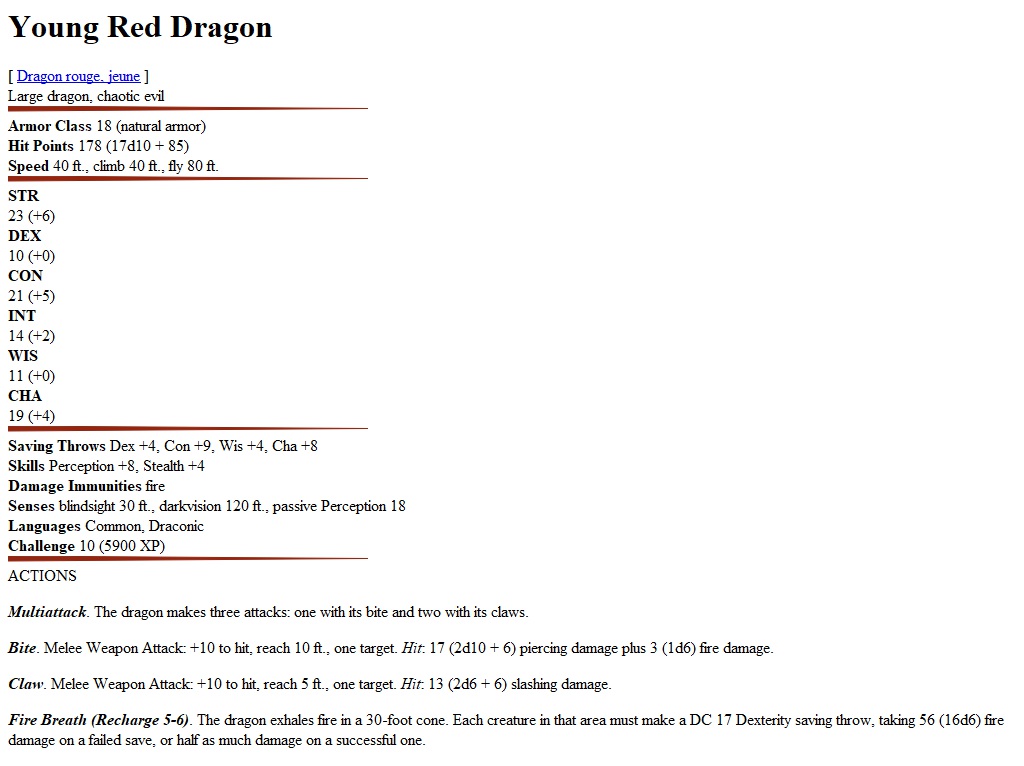 Young Red Dragon
[ Dragon rouge, jeune ]
Large dragon, chaotic evil
Armor Class 18 (natural armor)
Hit Points 178 (17d10 + 85)
Speed 40 ft., climb 40 ft., fly 80 ft.
STR
23 (+6)
DEX
10 (+0)
CON
21 (+5)
INT
14 (+2)
WIS
11 (+0)
CHA
19 (+4)
Saving Throws Dex +4, Con +9, Wis +4, Cha +8
Skills Perception +8, Stealth +4
Damage Immunities fire
Senses blindsight 30 ft., darkvision 120 ft., passive Perception 18
Languages Common, Draconic
Challenge 10 (5900 XP)
ACTIONS
Multiattack. The dragon makes three attacks: one with its bite and two with its claws.
Bite. Melee Weapon Attack: +10 to hit, reach 10 ft., one target. Hit: 17 (2d10 + 6) piercing damage plus 3 (1d6) fire damage.
Claw. Melee Weapon Attack: +10 to hit, reach 5 ft., one target. Hit: 13 (2d6 + 6) slashing damage.
Fire Breath (Recharge 5-6). The dragon exhales fire in a 30-foot cone. Each creature in that area must make a DC 17 Dexterity saving throw, taking 56 (16d6) fire
damage on a failed save, or half as much damage on a successful one.